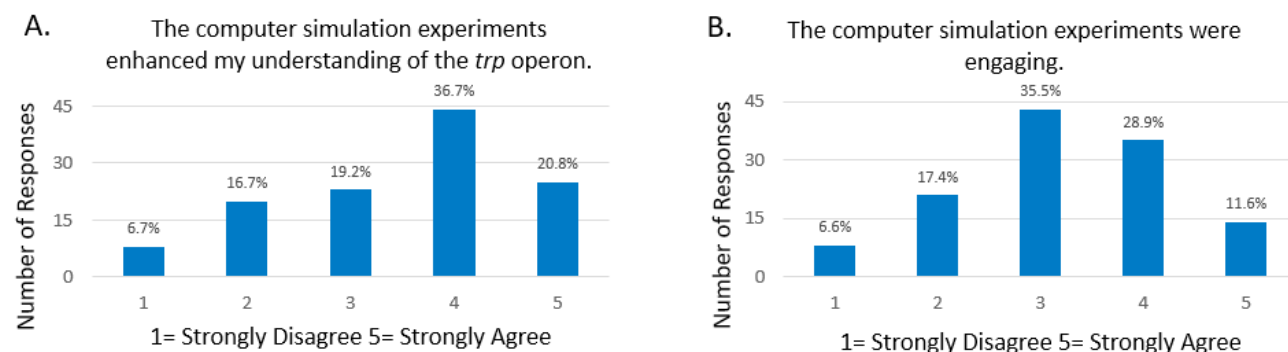 A.
The computer simulation experiments
enhanced my understanding of the trp operon.
Number of Responses
45
30
15
0
6.7%
16.7%
19.2%
36.7%
20.8%
1 2 3 4 5
1= Strongly Disagree 5= Strongly Agree
B.
The computer simulation experiments were
engaging.
Number of Responses
45
30
15
0
6.6%
17.4%
35.5%
28.9%
11.6%
1 2 3 4 5
1= Strongly Disagree 5= Strongly Agree